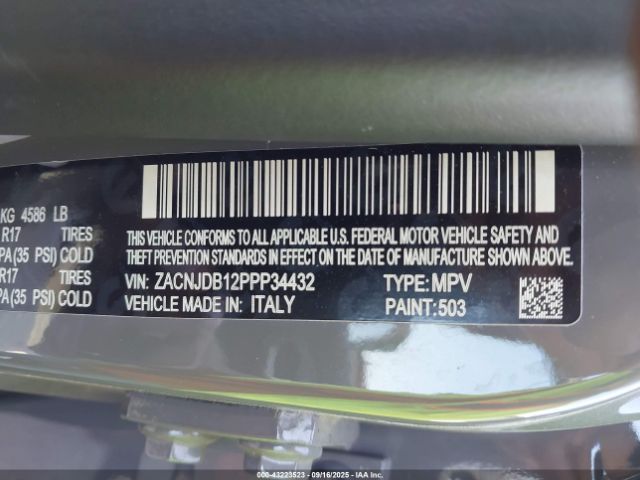 KG 4586 LB
R17 TIRES
PA(35 PSI) COLD
R17 TIRES
PA(35 PSI) COLD
THIS VEHICLE CONFORMS TO ALL APPLICABLE U.S. FEDERAL MOTOR VEHICLE SAFETY AND
THEFT PREVENTION STANDARDS IN EFFECT ON THE DATE OF MANUFACTURE SHOWN ABOVE.
VIN: ZACNJDB12PPP34432 TYPE: MPV
VEHICLE MADE IN: ITALY PAINT: 503
000-43223523 - 09/16/2025 - IAA Inc.